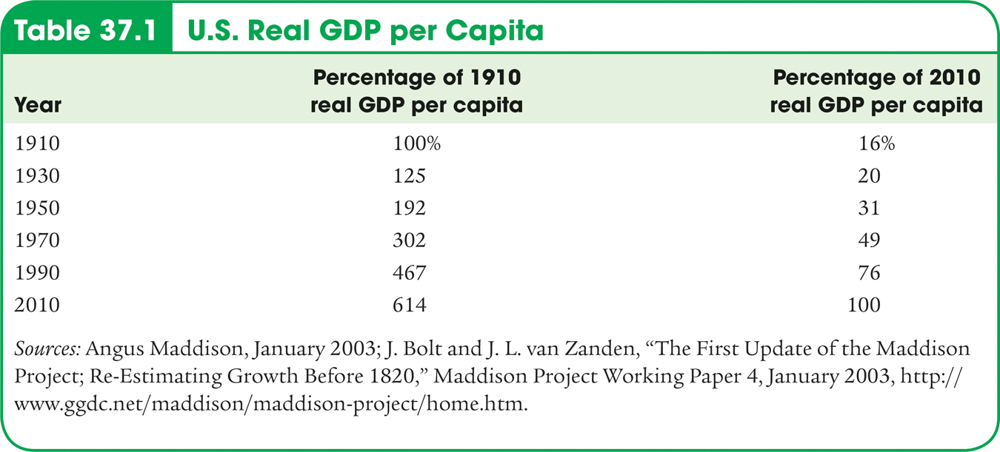 Table 37.1 U.S. Real GDP per Capita
Year Percentage of 1910 real GDP per capita Percentage of 2010 real GDP per capita
1910 100% 16%
1930 125 20
1950 192 31
1970 302 49
1990 467 76
2010 614 100
Sources: Angus Maddison, January 2003; J. Bolt and J. L. van Zanden, “The First Update of the Maddison
Project; Re-Estimating Growth Before 1820,” Maddison Project Working Paper 4, January 2003, http://
www.ggdc.net/maddison/maddison-project/home.htm.